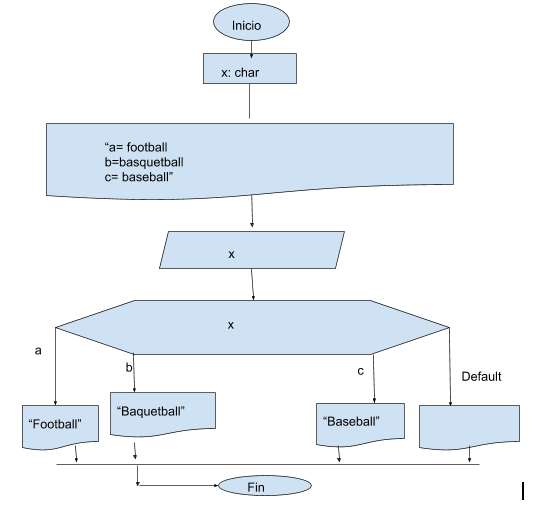 Inicio
x: char
“a= football
b=basquetball
c= baseball”
x
x
a
b
c
Default
“Football”
“Baquetball”
“Baseball”
Fin